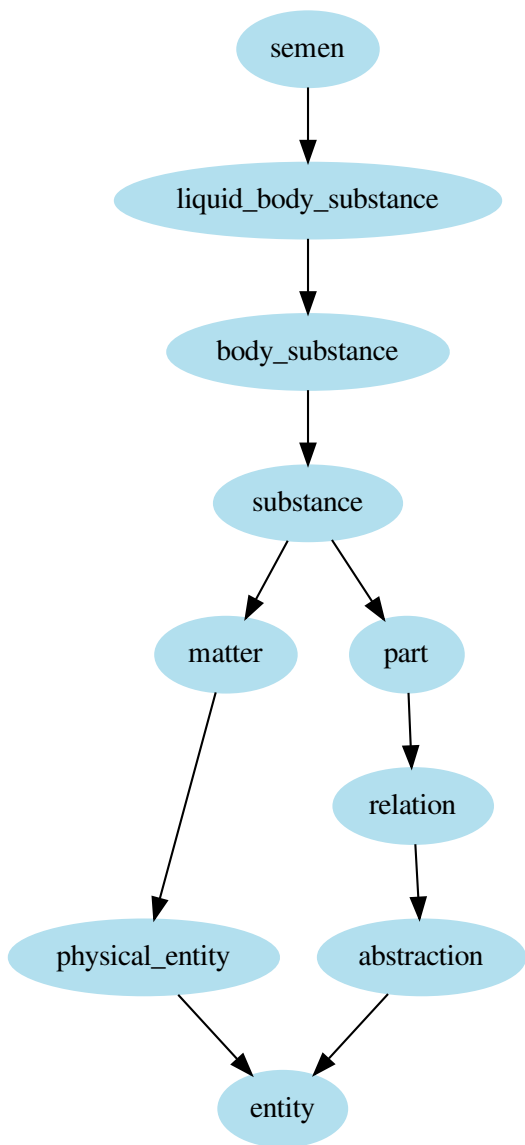 semen
liquid_body_substance
body_substance
substance
matter
part
relation
physical_entity
abstraction
entity